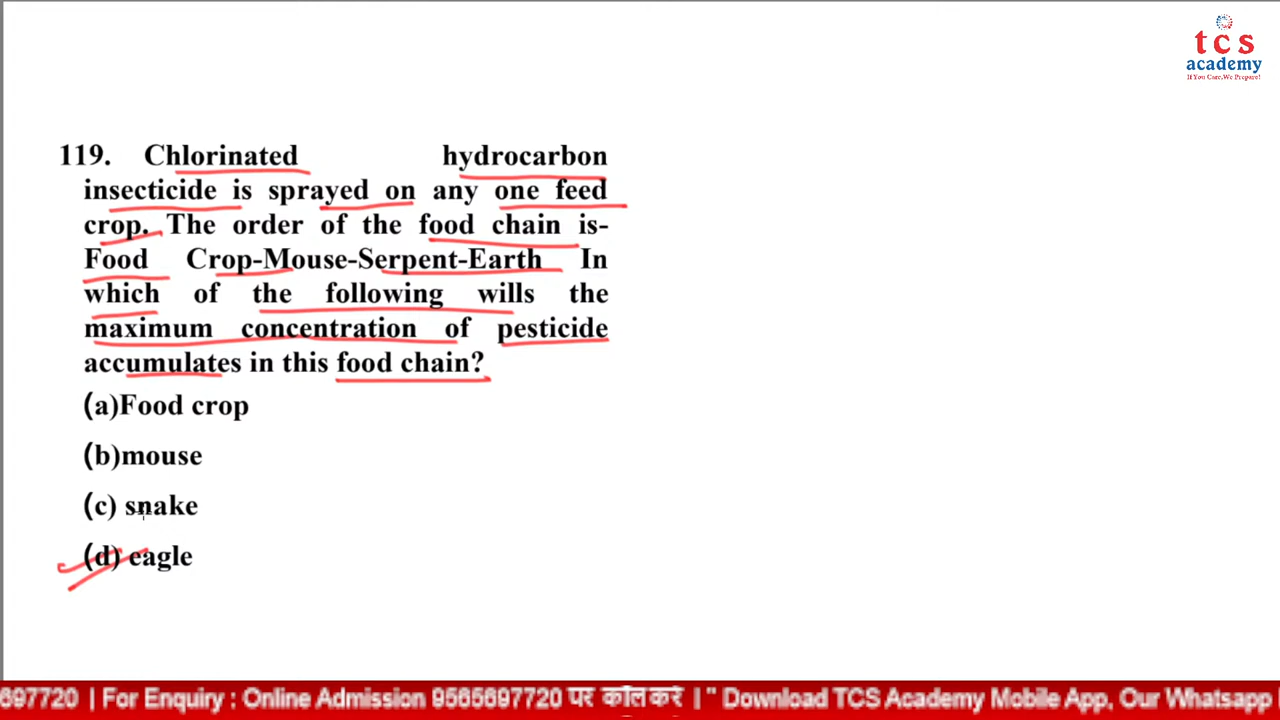 tcs
academy
If You Care,We Prepare!
119. Chlorinated hydrocarbon
insecticide is sprayed on any one feed
crop. The order of the food chain is-
Food Crop-Mouse-Serpent-Earth In
which of the following wills the
maximum concentration of pesticide
accumulates in this food chain?
(a)Food crop
(b)mouse
(c) snake
(d) eagle
697720 | For Enquiry : Online Admission 9565697720 पर कॉल करें | " Download TCS Academy Mobile App, Our Whatsapp